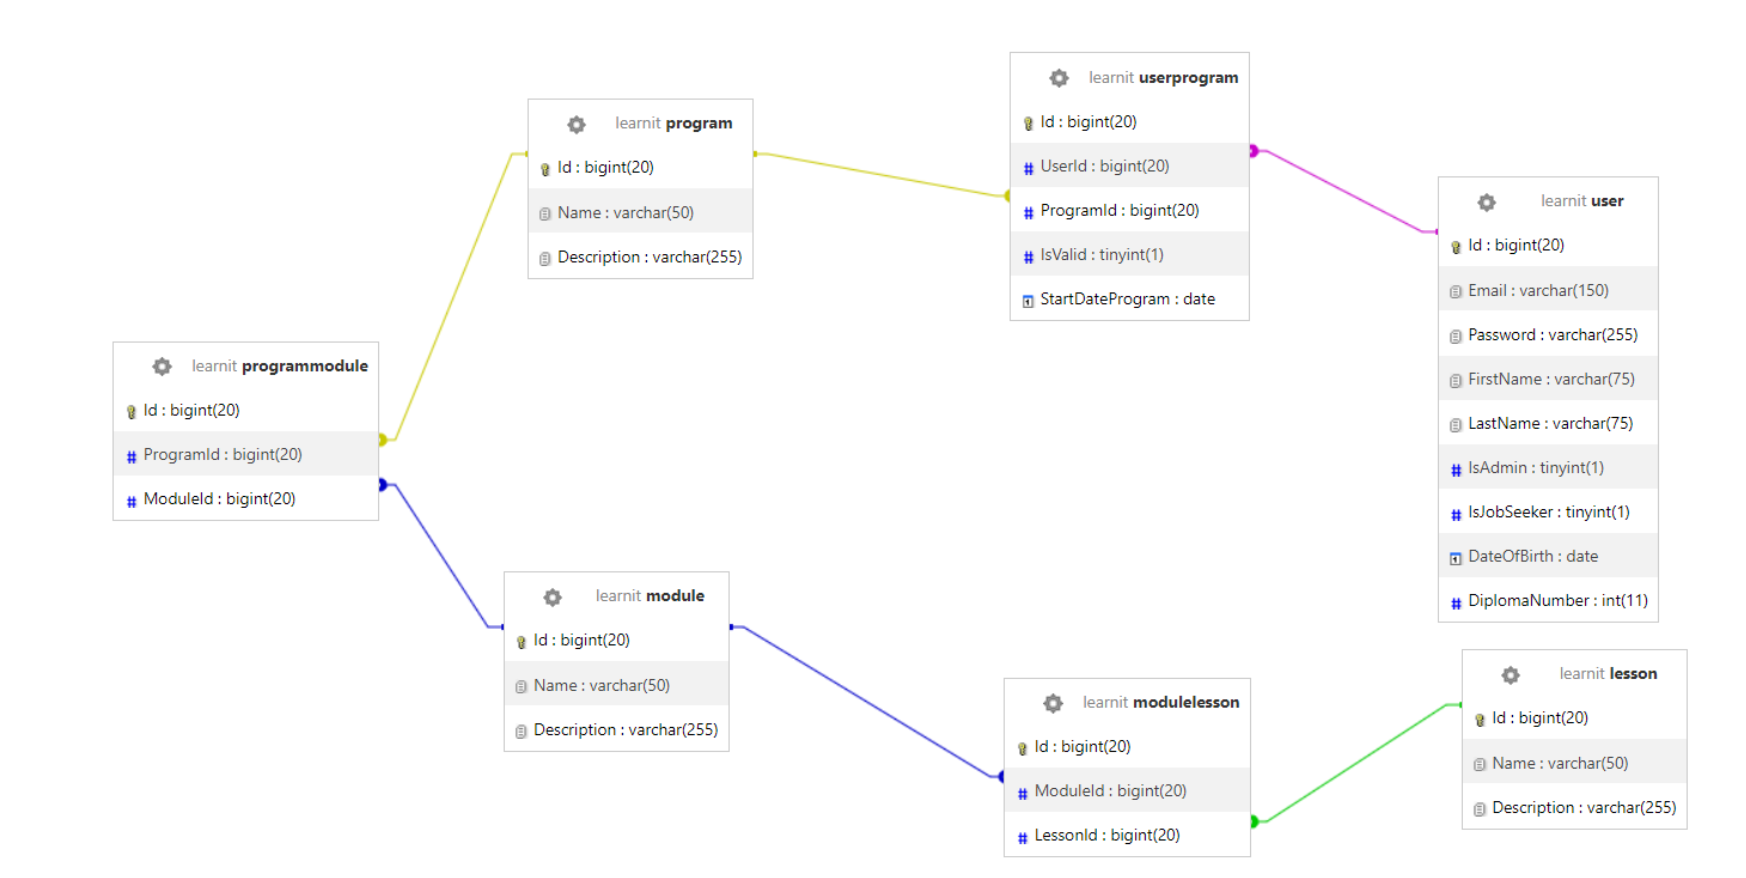 learnit userprogram
Id : bigint(20)
UserId : bigint(20)
ProgramId : bigint(20)
IsValid : tinyint(1)
StartDateProgram : date
learnit program
Id : bigint(20)
Name : varchar(50)
Description : varchar(255)
learnit user
Id : bigint(20)
Email : varchar(150)
Password : varchar(255)
FirstName : varchar(75)
LastName : varchar(75)
IsAdmin : tinyint(1)
IsJobSeeker : tinyint(1)
DateOfBirth : date
DiplomaNumber : int(11)
learnit programmodule
Id : bigint(20)
ProgramId : bigint(20)
ModuleId : bigint(20)
learnit module
Id : bigint(20)
Name : varchar(50)
Description : varchar(255)
learnit modulelesson
Id : bigint(20)
ModuleId : bigint(20)
LessonId : bigint(20)
learnit lesson
Id : bigint(20)
Name : varchar(50)
Description : varchar(255)